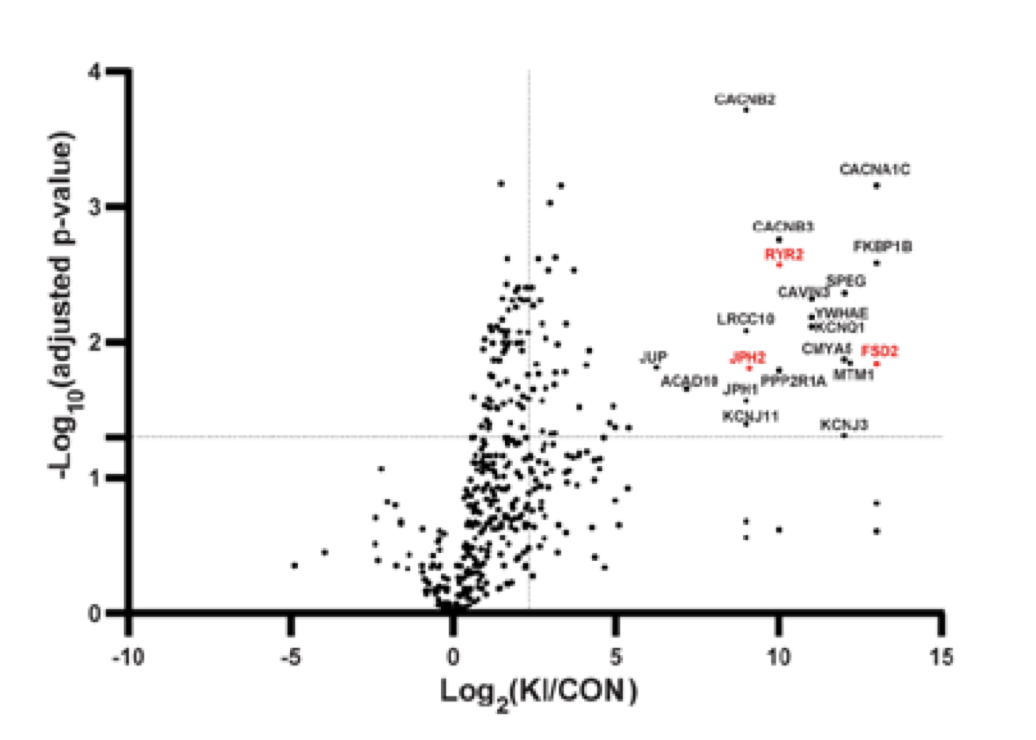 4
CACNB2
CACNA1C
3
CACNB3
FKBP1B
RYR2
SPEG
CAVIN3
YWHAE
LRCC10
KCNQ1
2
CMYA5
FSD2
JUP
JPH2
MTM1
ACAD10
PPP2R1A
JPH1
KCNJ11
KCNJ3
1
0
-10
-5
0
5
10
15
-Log10(adjusted p-value)
Log2(KI/CON)